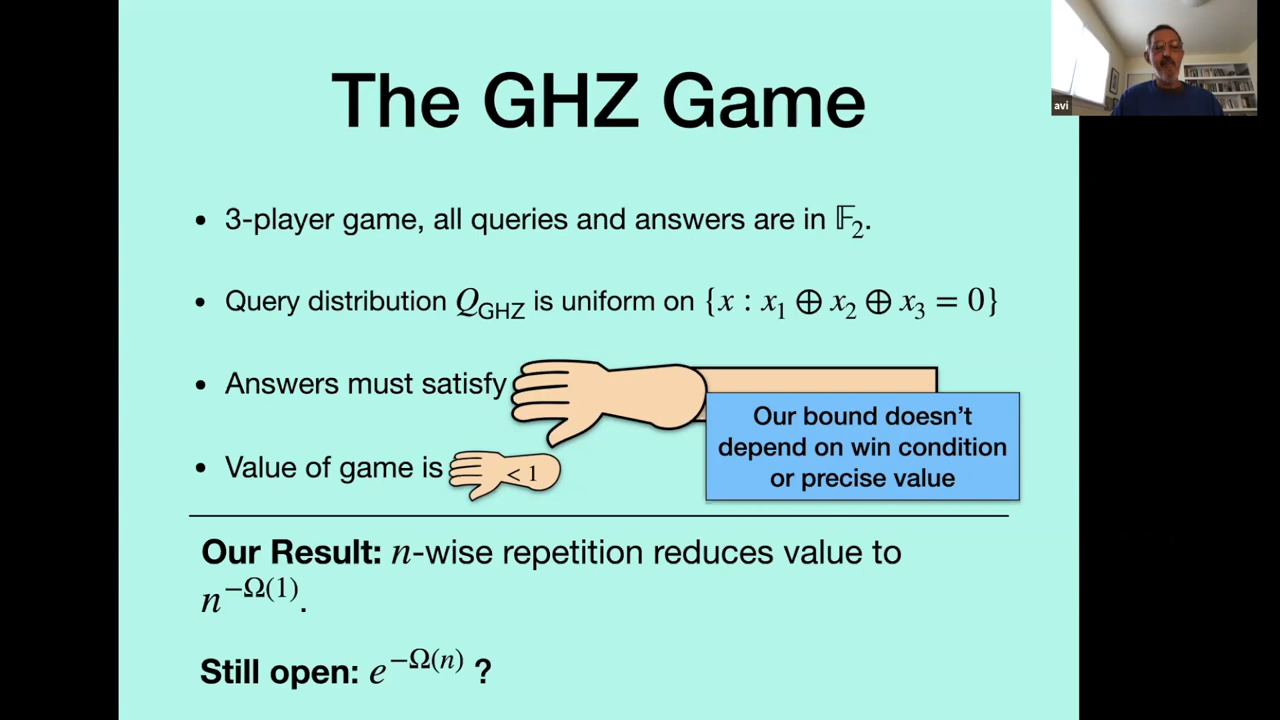 The GHZ Game
avi
• 3-player game, all queries and answers are in 𝔽₂.
• Query distribution Q_GHZ is uniform on {x : x₁ ⊕ x₂ ⊕ x₃ = 0}
• Answers must satisfy
Our bound doesn’t
depend on win condition
or precise value
• Value of game is < 1
Our Result: n-wise repetition reduces value to
n^{−Ω(1)}.
Still open: e^{−Ω(n)} ?